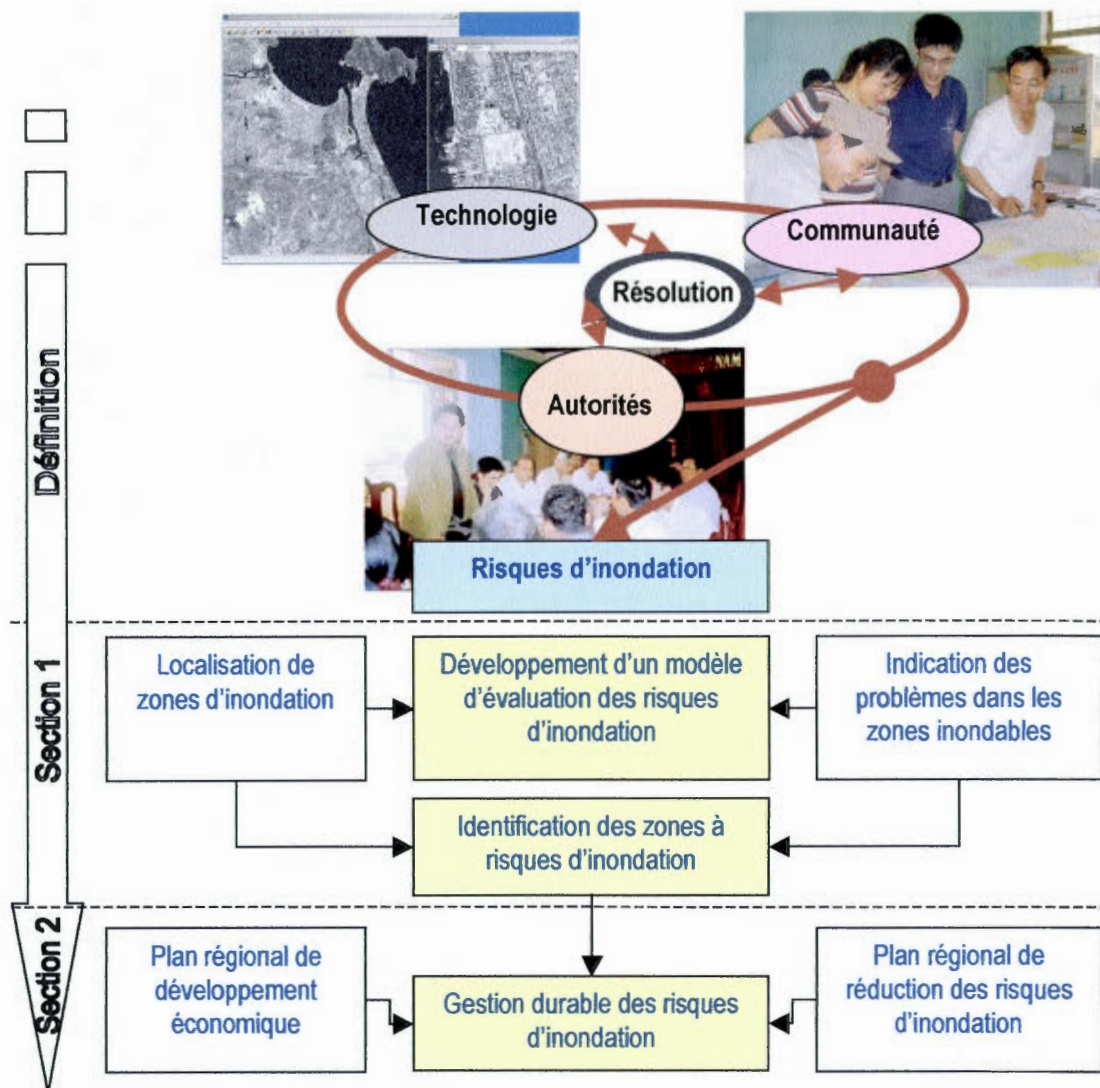 NAM
Technologie
Communauté
Résolution
Autorités
Définition
Risques d'inondation
Section 1
Localisation de
zones d'inondation
Développement d'un modèle
d'évaluation des risques
d'inondation
Indication des
problèmes dans les
zones inondables
Identification des zones à
risques d'inondation
Section 2
Plan régional de
développement
économique
Gestion durable des risques
d'inondation
Plan régional de
réduction des risques
d'inondation